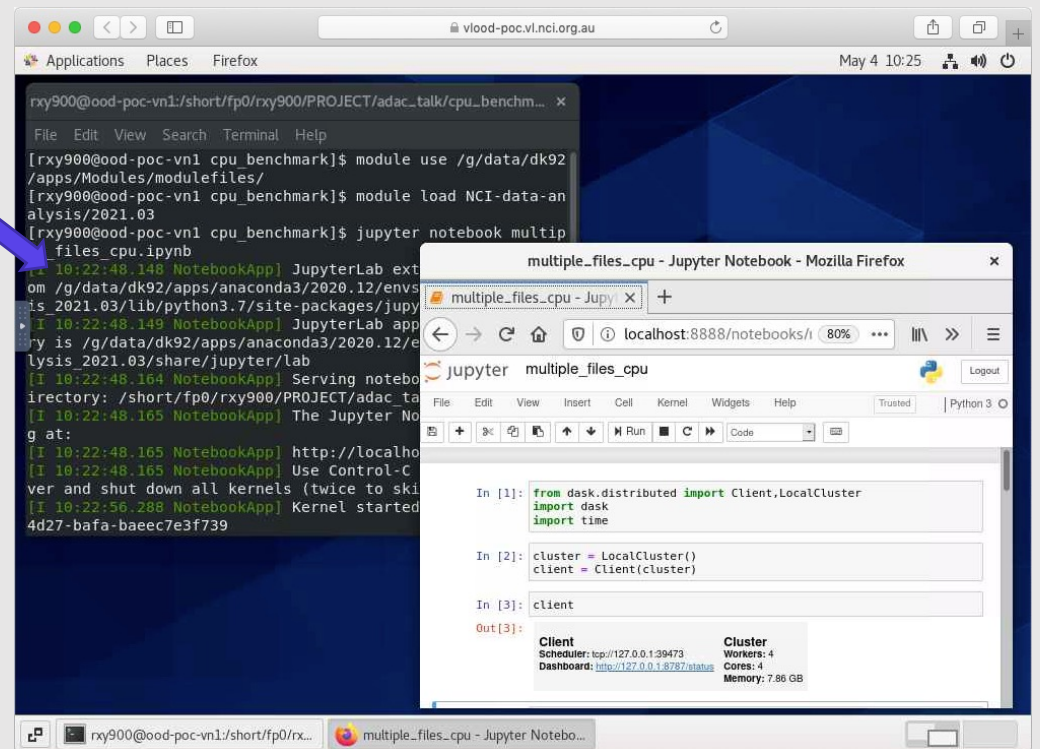 vlood-poc.vl.nci.org.au
Applications Places Firefox May 4 10:25
rxy900@ood-poc-vn1:/short/fp0/rxy900/PROJECT/adac_talk/cpu_benchm... ×
File Edit View Search Terminal Help
[rxy900@ood-poc-vn1 cpu_benchmark]$ module use /g/data/dk92
/apps/Modules/modulefiles/
[rxy900@ood-poc-vn1 cpu_benchmark]$ module load NCI-data-an
alysis/2021.03
[rxy900@ood-poc-vn1 cpu_benchmark]$ jupyter notebook multip
_files_cpu.ipynb
[I 10:22:48.148 NotebookApp] JupyterLab ext
om /g/data/dk92/apps/anaconda3/2020.12/envs
is_2021.03/lib/python3.7/site-packages/jupy
[I 10:22:48.149 NotebookApp] JupyterLab app
ry is /g/data/dk92/apps/anaconda3/2020.12/e
lysis_2021.03/share/jupyter/lab
[I 10:22:48.164 NotebookApp] Serving notebo
irectory: /short/fp0/rxy900/PROJECT/adac_ta
[I 10:22:48.165 NotebookApp] The Jupyter No
g at:
[I 10:22:48.165 NotebookApp] http://localho
[I 10:22:48.165 NotebookApp] Use Control-C
ver and shut down all kernels (twice to ski
[I 10:22:56.288 NotebookApp] Kernel started
4d27-bafa-baeec7e3f739
multiple_files_cpu - Jupyter Notebook - Mozilla Firefox ×
multiple_files_cpu - Jupy × +
localhost:8888/notebooks/ 80%
jupyter multiple_files_cpu Logout
File Edit View Insert Cell Kernel Widgets Help Trusted Python 3
Run Code
In [1]: from dask.distributed import Client,LocalCluster
import dask
import time
In [2]: cluster = LocalCluster()
client = Client(cluster)
In [3]: client
Out[3]:
Client
Scheduler: tcp://127.0.0.1:39473
Dashboard: http://127.0.0.1:8787/status
Cluster
Workers: 4
Cores: 4
Memory: 7.86 GB
rxy900@ood-poc-vn1:/short/fp0/rx... multiple_files_cpu - Jupyter Notebo...